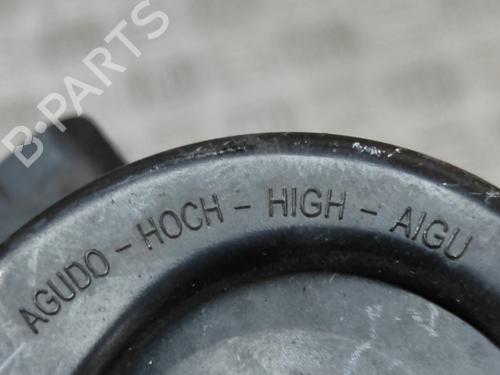 B-PARTS
AGUDO - HOCH - HIGH - AIGU